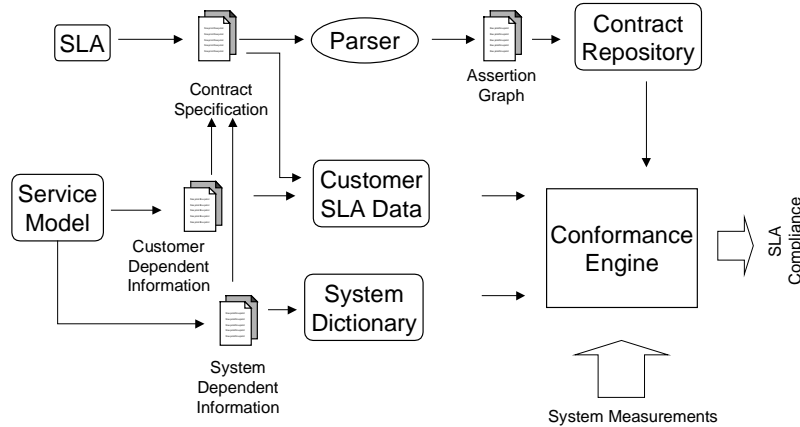 SLA
Contract
Specification
Parser
Assertion
Graph
Contract
Repository
Service
Model
Customer
Dependent
Information
Customer
SLA Data
Conformance
Engine
SLA
Compliance
System
Dependent
Information
System
Dictionary
System Measurements